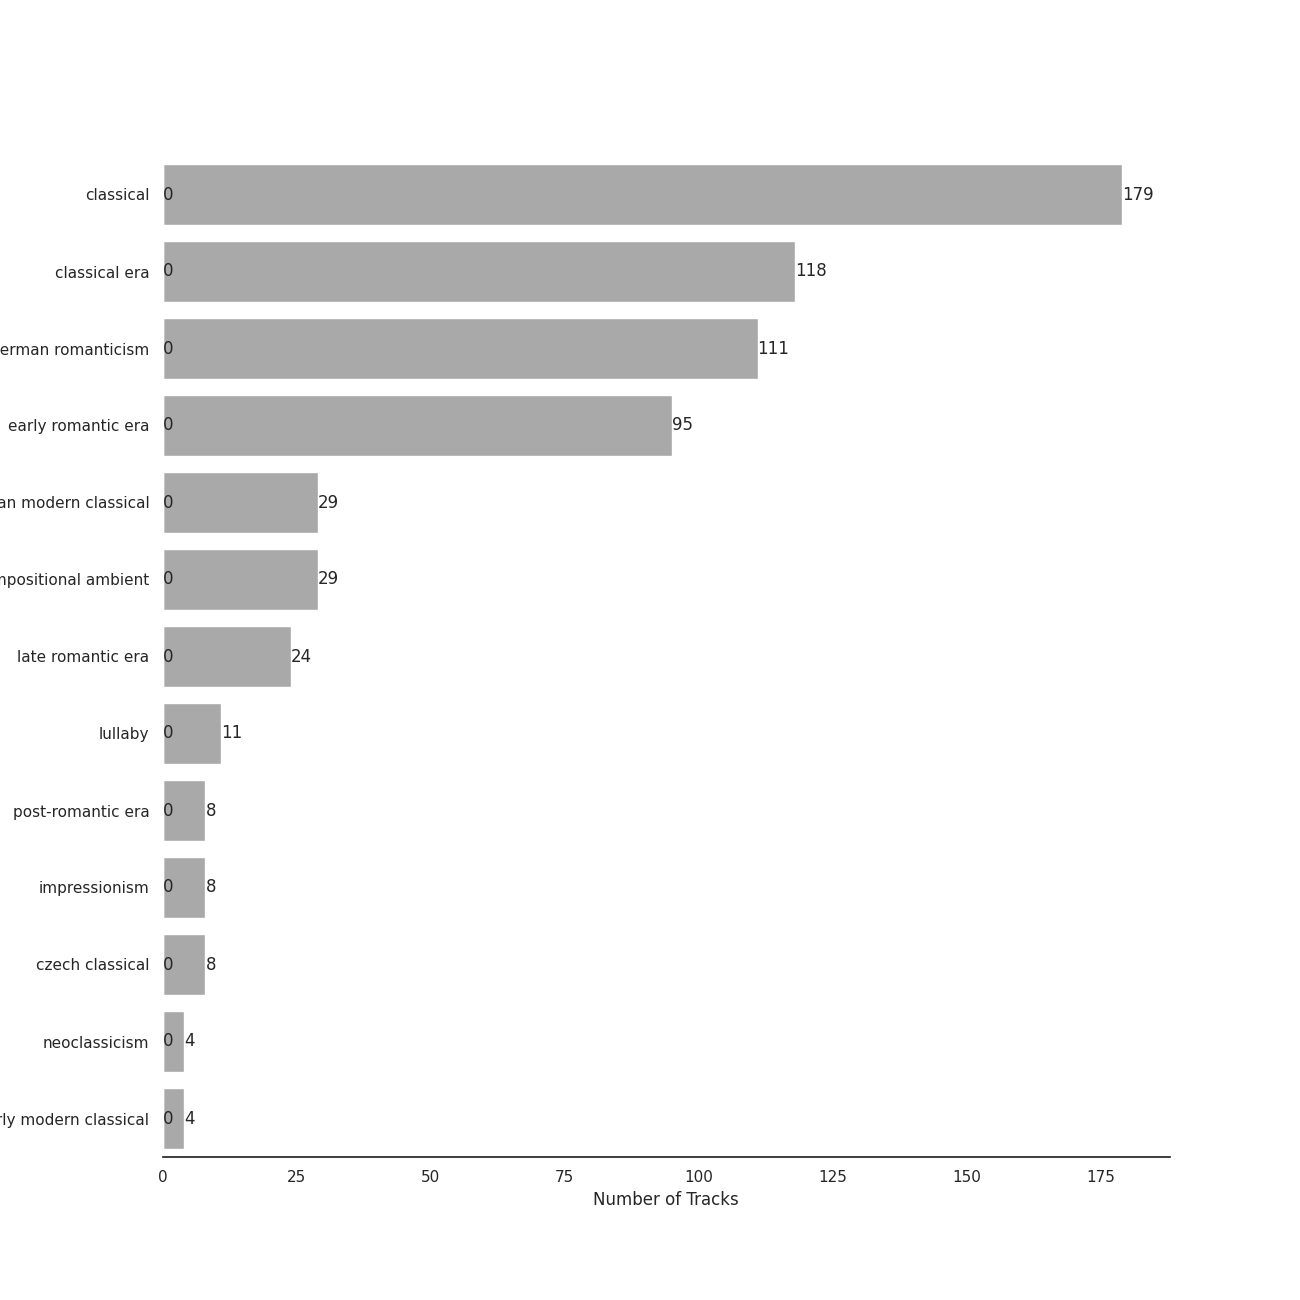 classical 0 179
classical era 0 118
erman romanticism 0 111
early romantic era 0 95
an modern classical 0 29
mpositional ambient 0 29
late romantic era 0 24
lullaby 0 11
post-romantic era 0 8
impressionism 0 8
czech classical 0 8
neoclassicism 0 4
rly modern classical 0 4
0 25 50 75 100 125 150 175
Number of Tracks